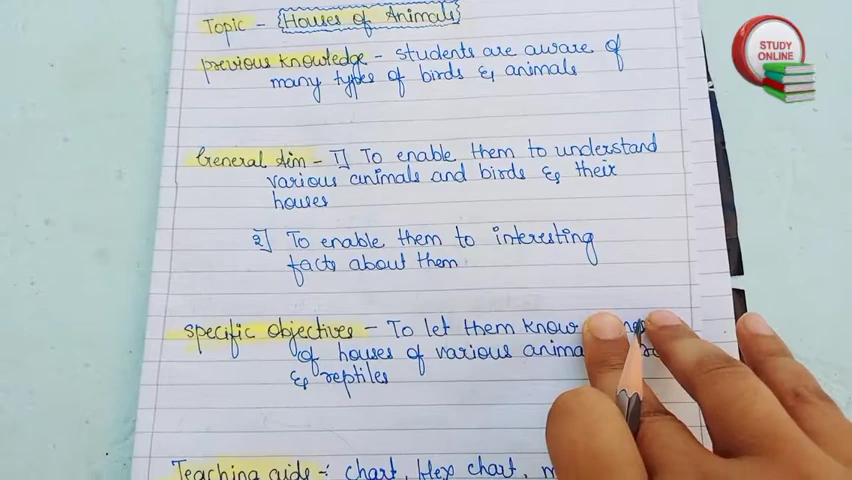 STUDY
ONLINE
Topic - Houses of Animals
previous knowledge - students are aware of
many types of birds & animals
General Aim - 1] To enable them to understand
various animals and birds & their
houses
2] To enable them to interesting
facts about them
specific objectives - To let them know
of houses of various
& reptiles
Teaching aids - chart, flex chart,